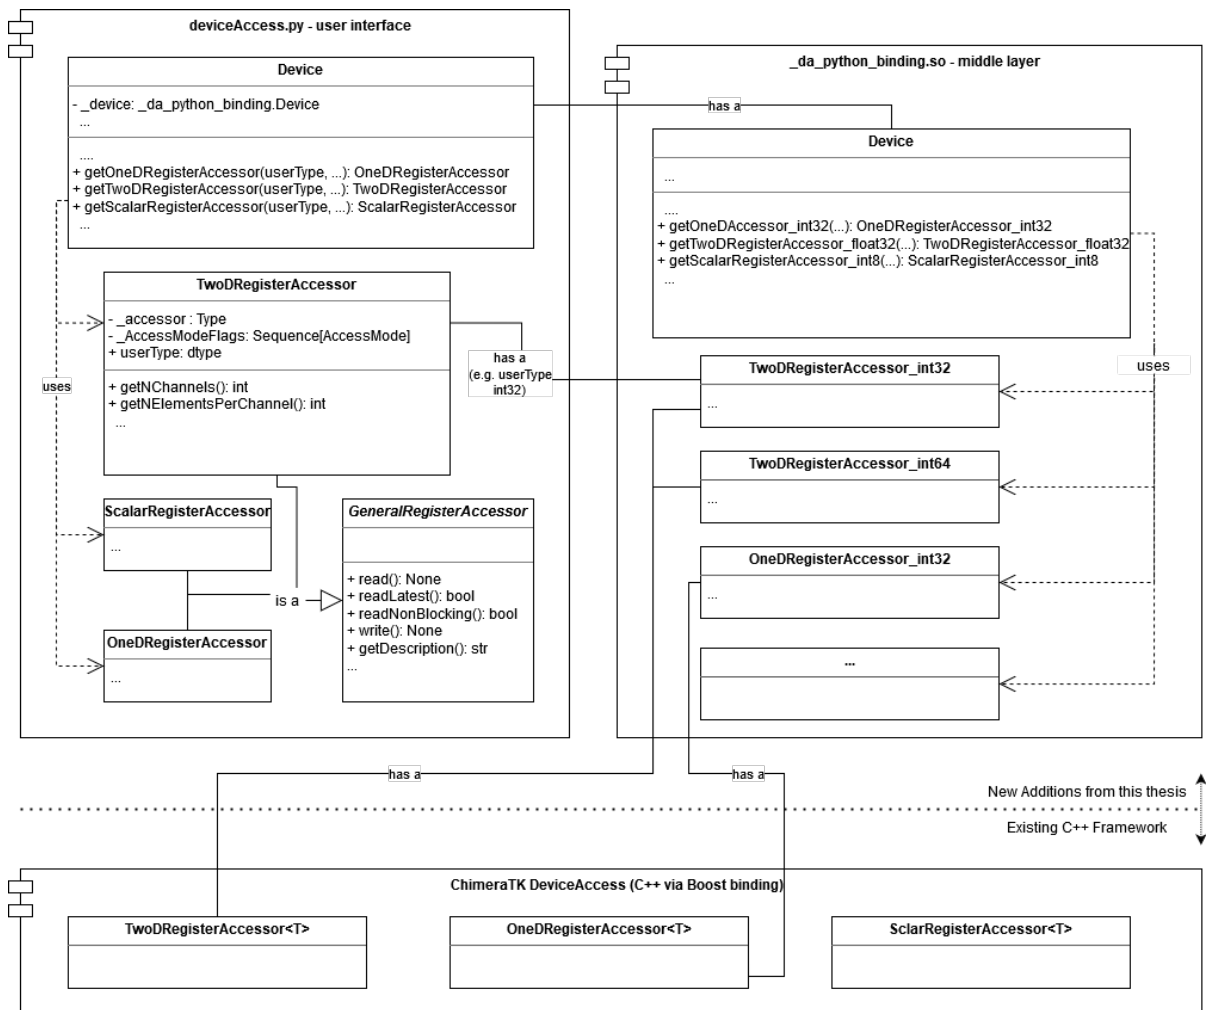 deviceAccess.py - user interface
Device
- _device: _da_python_binding.Device
...
....
+ getOneDRegisterAccessor(userType, ...): OneDRegisterAccessor
+ getTwoDRegisterAccessor(userType, ...): TwoDRegisterAccessor
+ getScalarRegisterAccessor(userType, ...): ScalarRegisterAccessor
...
TwoDRegisterAccessor
- _accessor : Type
- _AccessModeFlags: Sequence[AccessMode]
+ userType: dtype
+ getNChannels(): int
+ getNElementsPerChannel(): int
...
uses
ScalarRegisterAccessor
...
OneDRegisterAccessor
...
is a
GeneralRegisterAccessor
+ read(): None
+ readLatest(): bool
+ readNonBlocking(): bool
+ write(): None
+ getDescription(): str
...
has a
has a
(e.g. userType
int32)
_da_python_binding.so - middle layer
Device
...
....
+ getOneDAccessor_int32(...): OneDRegisterAccessor_int32
+ getTwoDRegisterAccessor_float32(...): TwoDRegisterAccessor_float32
+ getScalarRegisterAccessor_int8(...): ScalarRegisterAccessor_int8
...
uses
TwoDRegisterAccessor_int32
...
TwoDRegisterAccessor_int64
...
OneDRegisterAccessor_int32
...
...
has a
has a
New Additions from this thesis
Existing C++ Framework
ChimeraTK DeviceAccess (C++ via Boost binding)
TwoDRegisterAccessor<T>
OneDRegisterAccessor<T>
SclarRegisterAccessor<T>